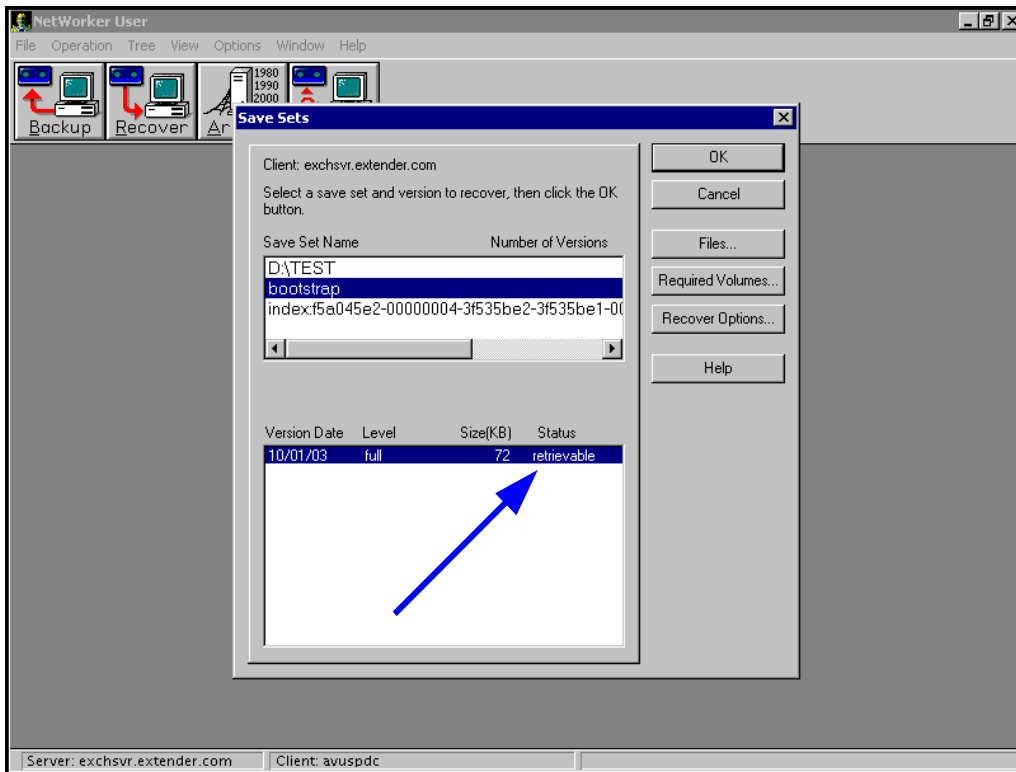 NetWorker User
File Operation Tree View Options Window Help
1980
1990
2000
Backup Recover Ar
Save Sets
Client: exchsvr.extender.com
Select a save set and version to recover, then click the OK
button.
Save Set Name Number of Versions
D:\TEST
bootstrap
index:f5a045e2-00000004-3f535be2-3f535be1-00
Version Date Level Size(KB) Status
10/01/03 full 72 retrievable
OK
Cancel
Files...
Required Volumes...
Recover Options...
Help
Server: exchsvr.extender.com Client: avuspdc